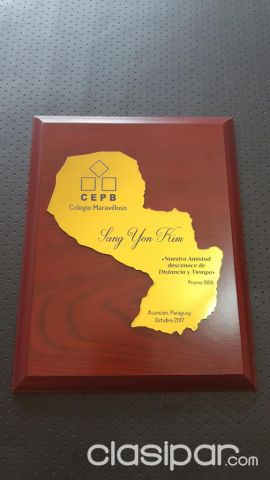 CEPB
Colegio Maravilloso
Sang Yon Kim
«Nuestra Amistad
desconoce de
Distancia y Tiempo»
Promo 1986
Asunción, Paraguay
Octubre 2017
clasipar.com